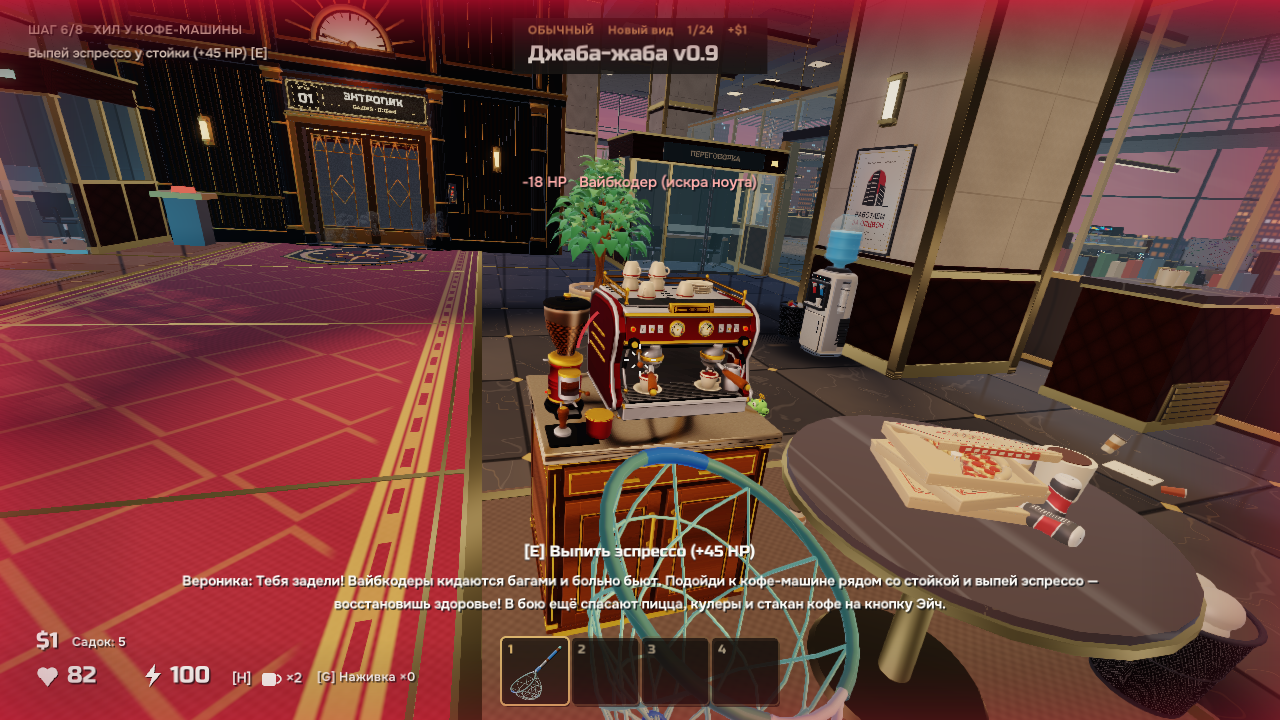 ШАГ 6/8 ХИЛ У КОФЕ-МАШИНЫ
Выпей эспрессо у стойки (+45 HP) [E]
ОБЫЧНЫЙ Новый вид 1/24 +$1
Джаба-жаба v0.9
01 ЭНТРОПИК
ПЕРЕГОВОРКА
-18 HP · Вайбкодер (искра ноута)
РАБОТАЕМ
[E] Выпить эспрессо (+45 HP)
Вероника: Тебя задели! Вайбкодеры кидаются багами и больно бьют. Подойди к кофе-машине рядом со стойкой и выпей эспрессо —
восстановишь здоровье! В бою ещё спасают пицца, кулеры и стакан кофе на кнопку Эйч.
$1 Садок: 5
82 100 [H] ×2 [G] Наживка ×0
1 2 3 4